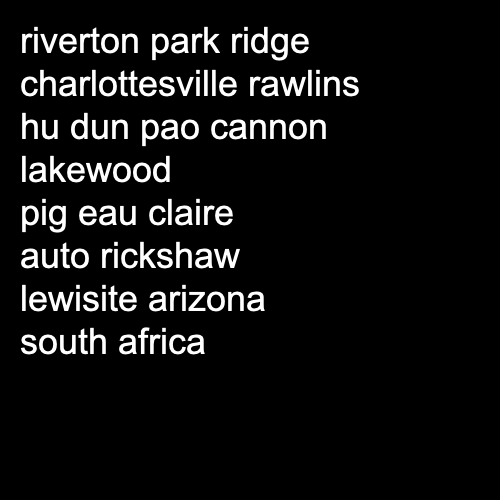 riverton park ridge
charlottesville rawlins
hu dun pao cannon
lakewood
pig eau claire
auto rickshaw
lewisite arizona
south africa